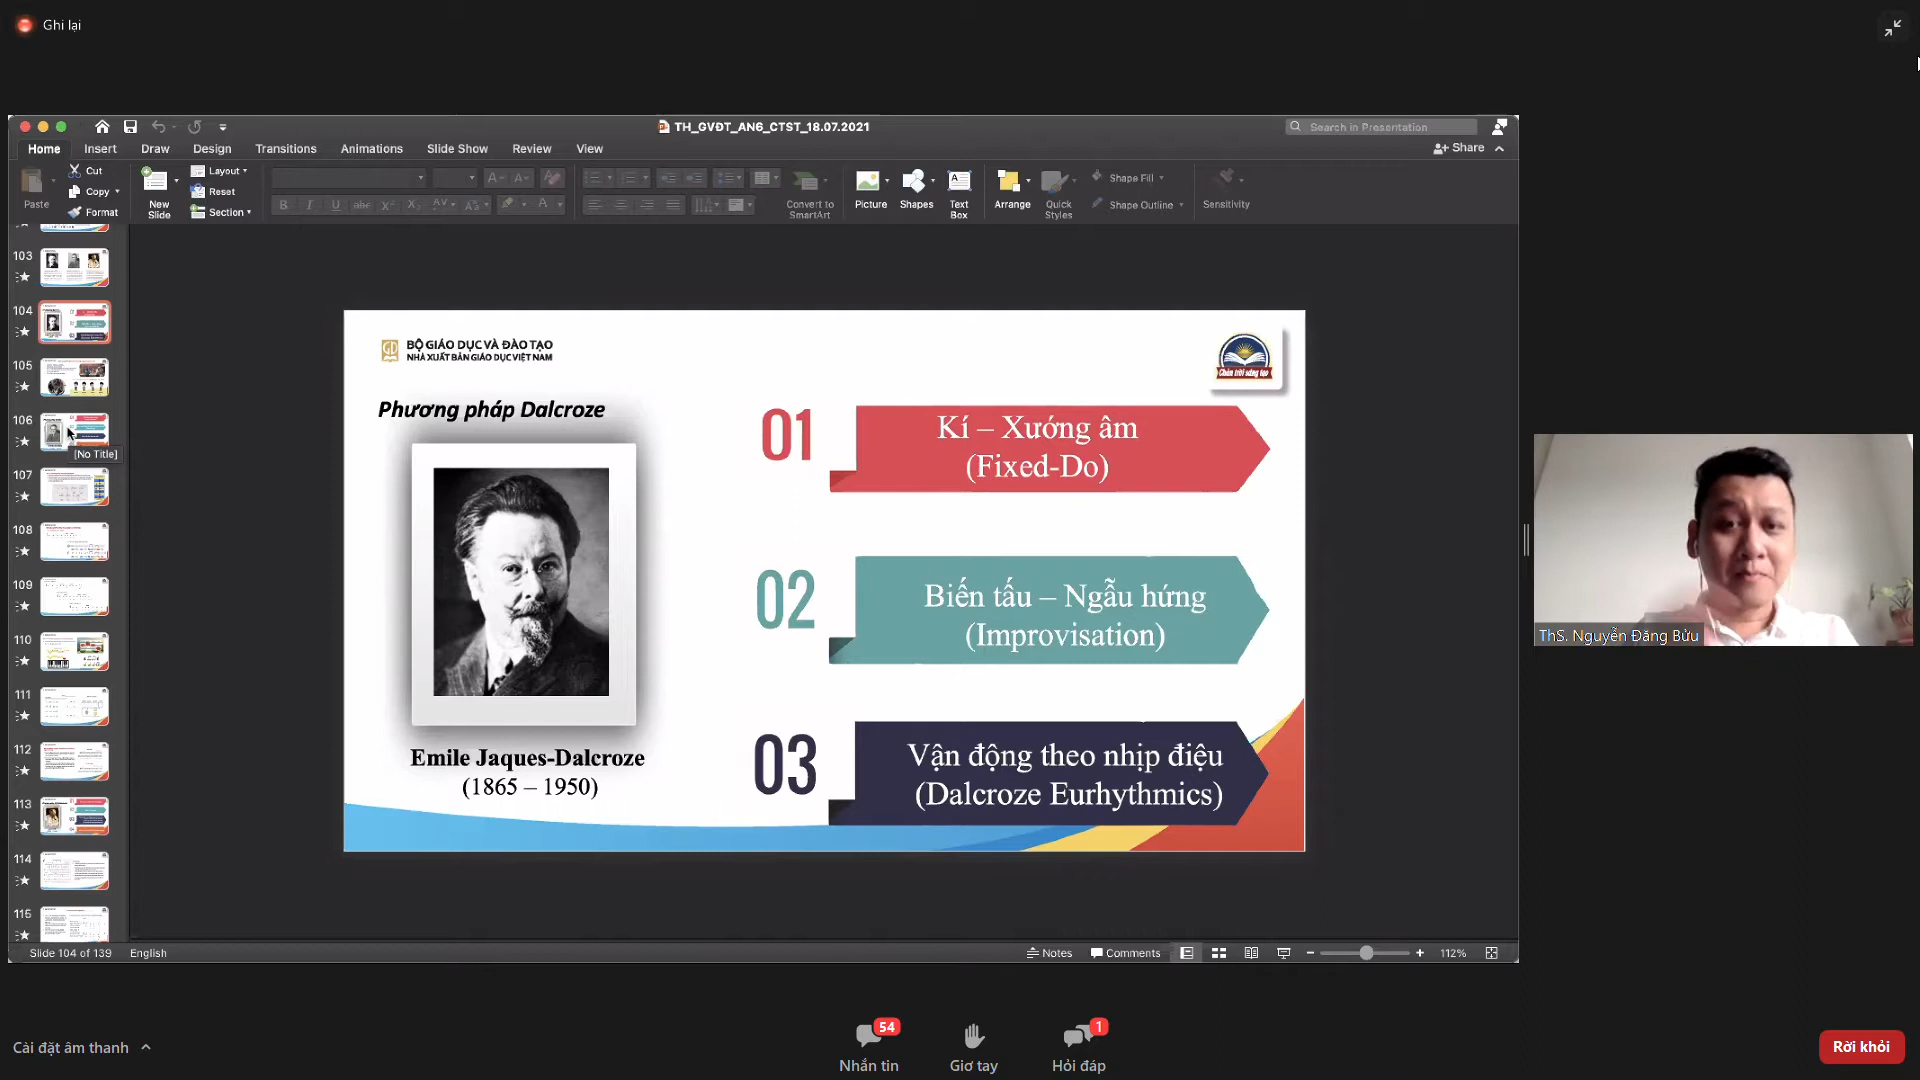 Ghi lại
TH_GVĐT_AN6_CTST_18.07.2021
Search in Presentation
Home Insert Draw Design Transitions Animations Slide Show Review View
Share
Paste
Cut
Copy
Format
New Slide
Layout
Reset
Section
Convert to SmartArt
Picture
Shapes
Text Box
Arrange
Quick Styles
Shape Fill
Shape Outline
Sensitivity
103
104
105
106
[No Title]
107
108
109
110
111
112
113
114
115
BỘ GIÁO DỤC VÀ ĐÀO TẠO
NHÀ XUẤT BẢN GIÁO DỤC VIỆT NAM
Chân trời sáng tạo
Phương pháp Dalcroze
Emile Jaques-Dalcroze
(1865 – 1950)
01
Kí – Xướng âm
(Fixed-Do)
02
Biến tấu – Ngẫu hứng
(Improvisation)
03
Vận động theo nhịp điệu
(Dalcroze Eurhythmics)
ThS. Nguyễn Đăng Bửu
Slide 104 of 139 English
Notes Comments 112%
Cài đặt âm thanh
54
Nhắn tin
Giơ tay
1
Hỏi đáp
Rời khỏi